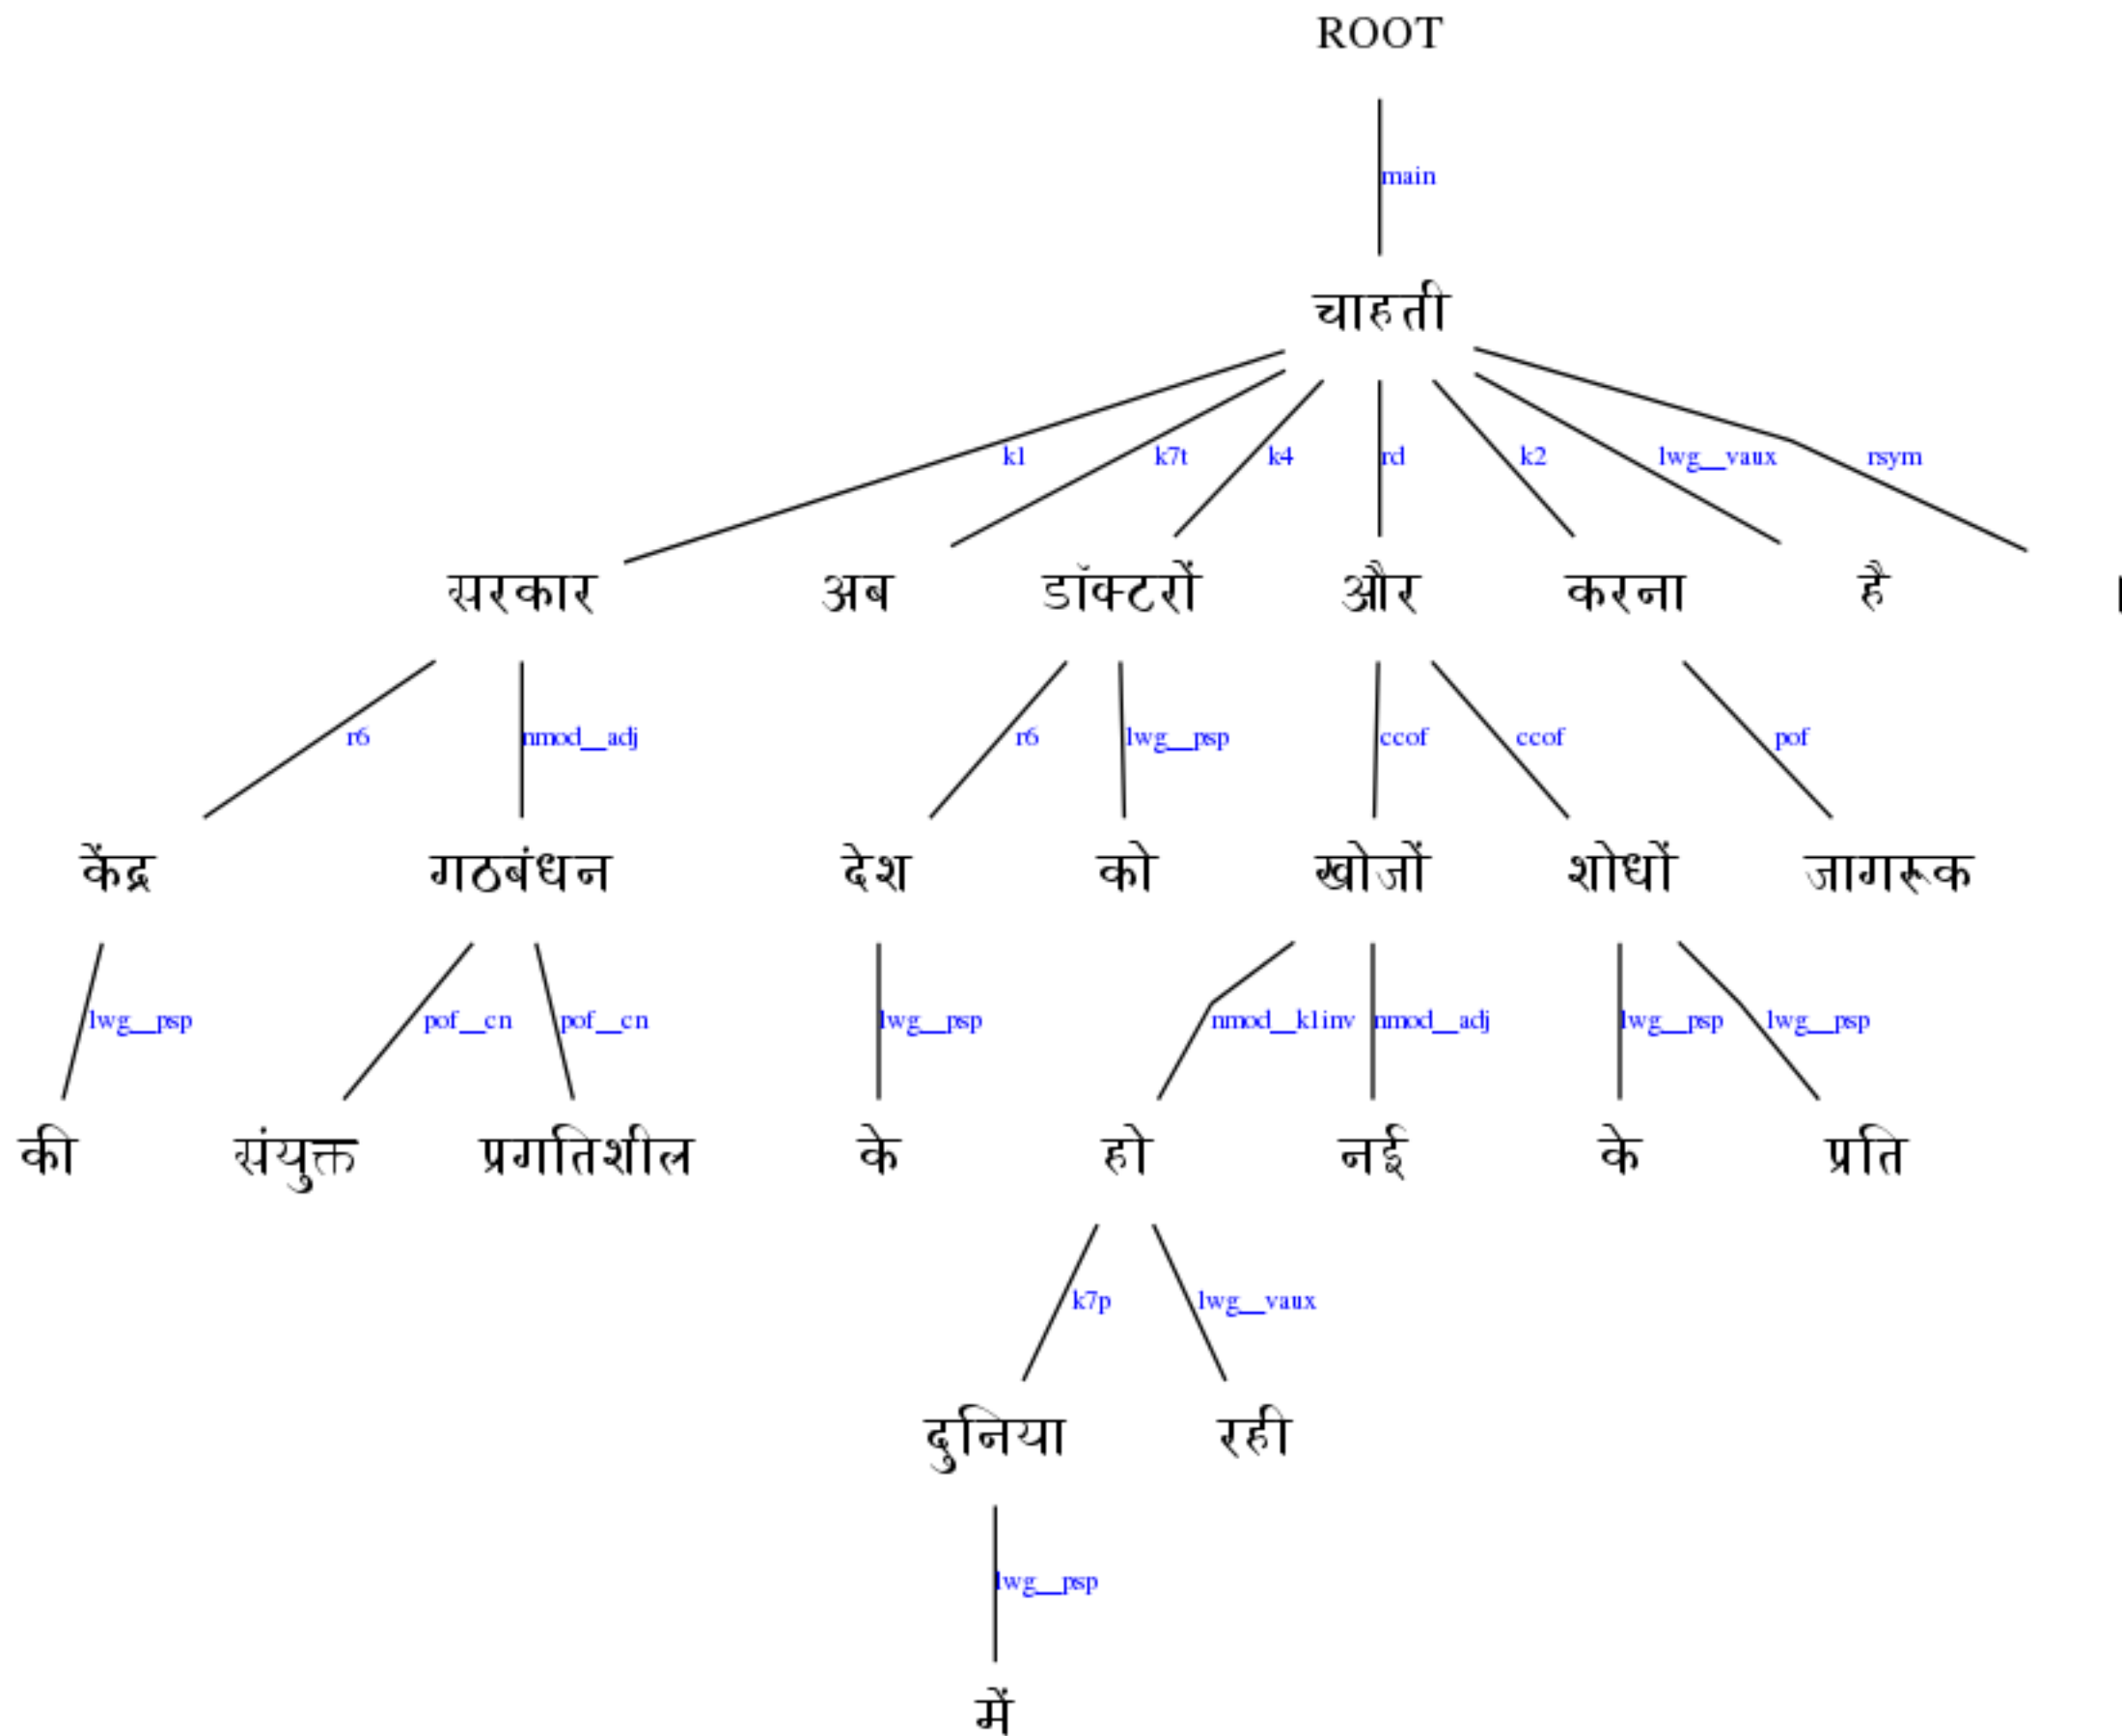 ROOT
main
चाहती
k1 k7t k4 rd k2 lwg__vaux rsym
सरकार अब डॉक्टरों और करना है ।
r6 nmod__adj r6 lwg__psp ccof ccof pof
केंद्र गठबंधन देश को खोजों शोधों जागरूक
lwg__psp pof__cn pof__cn lwg__psp nmod__k1inv nmod__adj lwg__psp lwg__psp
की संयुक्त प्रगतिशील के हो नई के प्रति
k7p lwg__vaux
दुनिया रही
lwg__psp
में